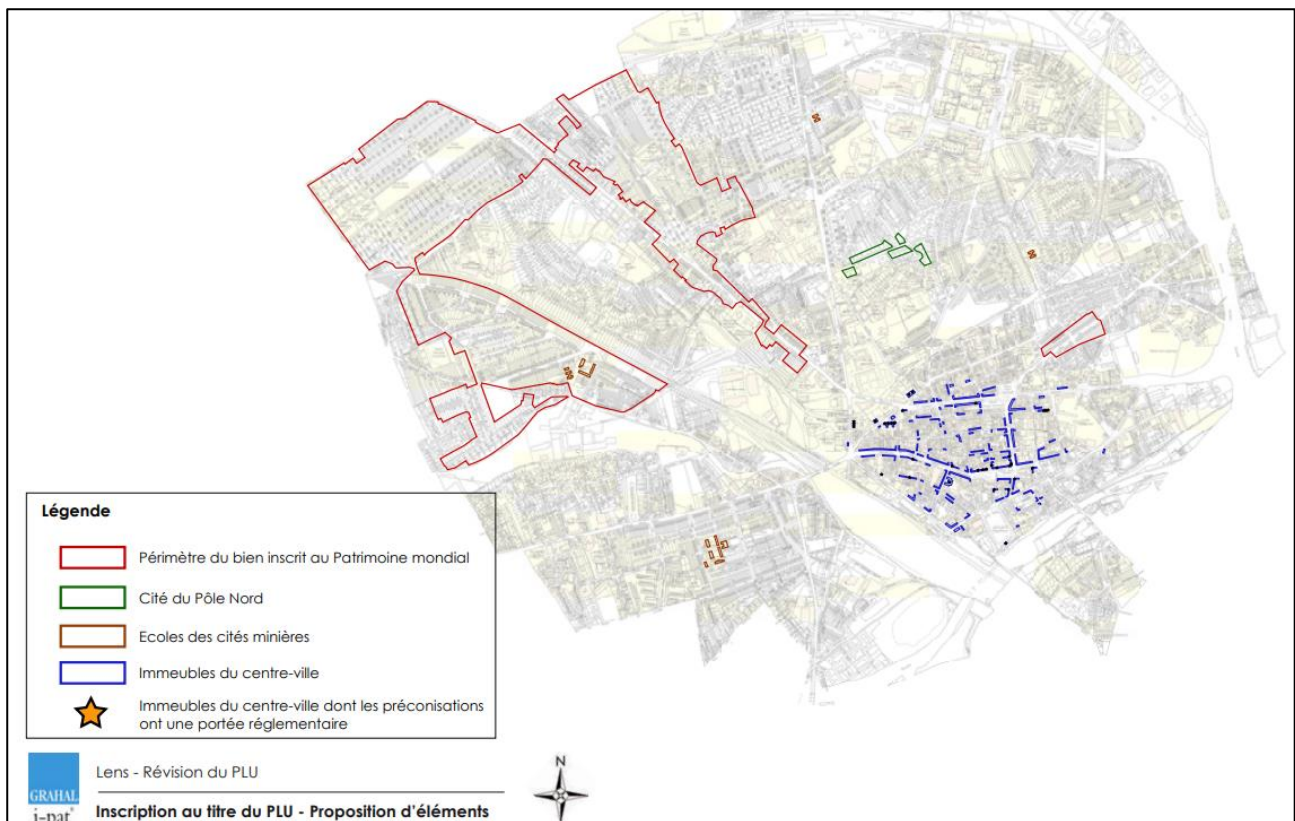 Légende
Périmètre du bien inscrit au Patrimoine mondial
Cité du Pôle Nord
Ecoles des cités minières
Immeubles du centre-ville
Immeubles du centre-ville dont les préconisations
ont une portée réglementaire
GRAHAL
i-pat
Lens - Révision du PLU
Inscription au titre du PLU - Proposition d'éléments
N